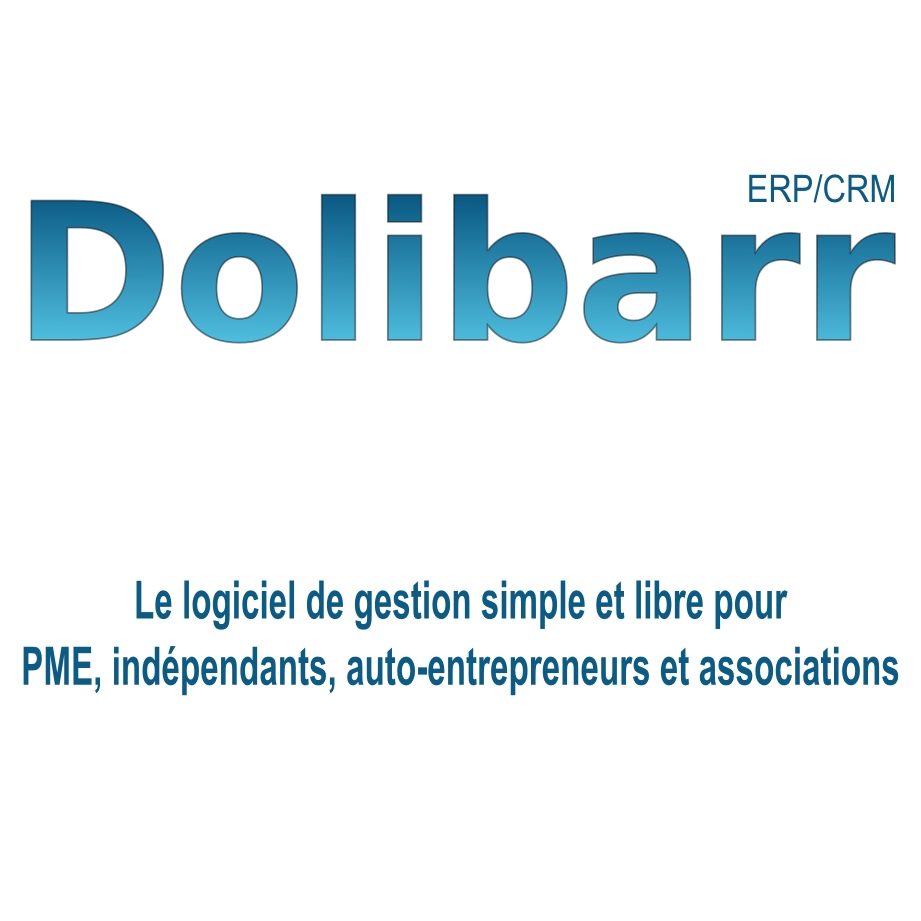 ERP/CRM
Dolibarr
Le logiciel de gestion simple et libre pour
PME, indépendants, auto-entrepreneurs et associations